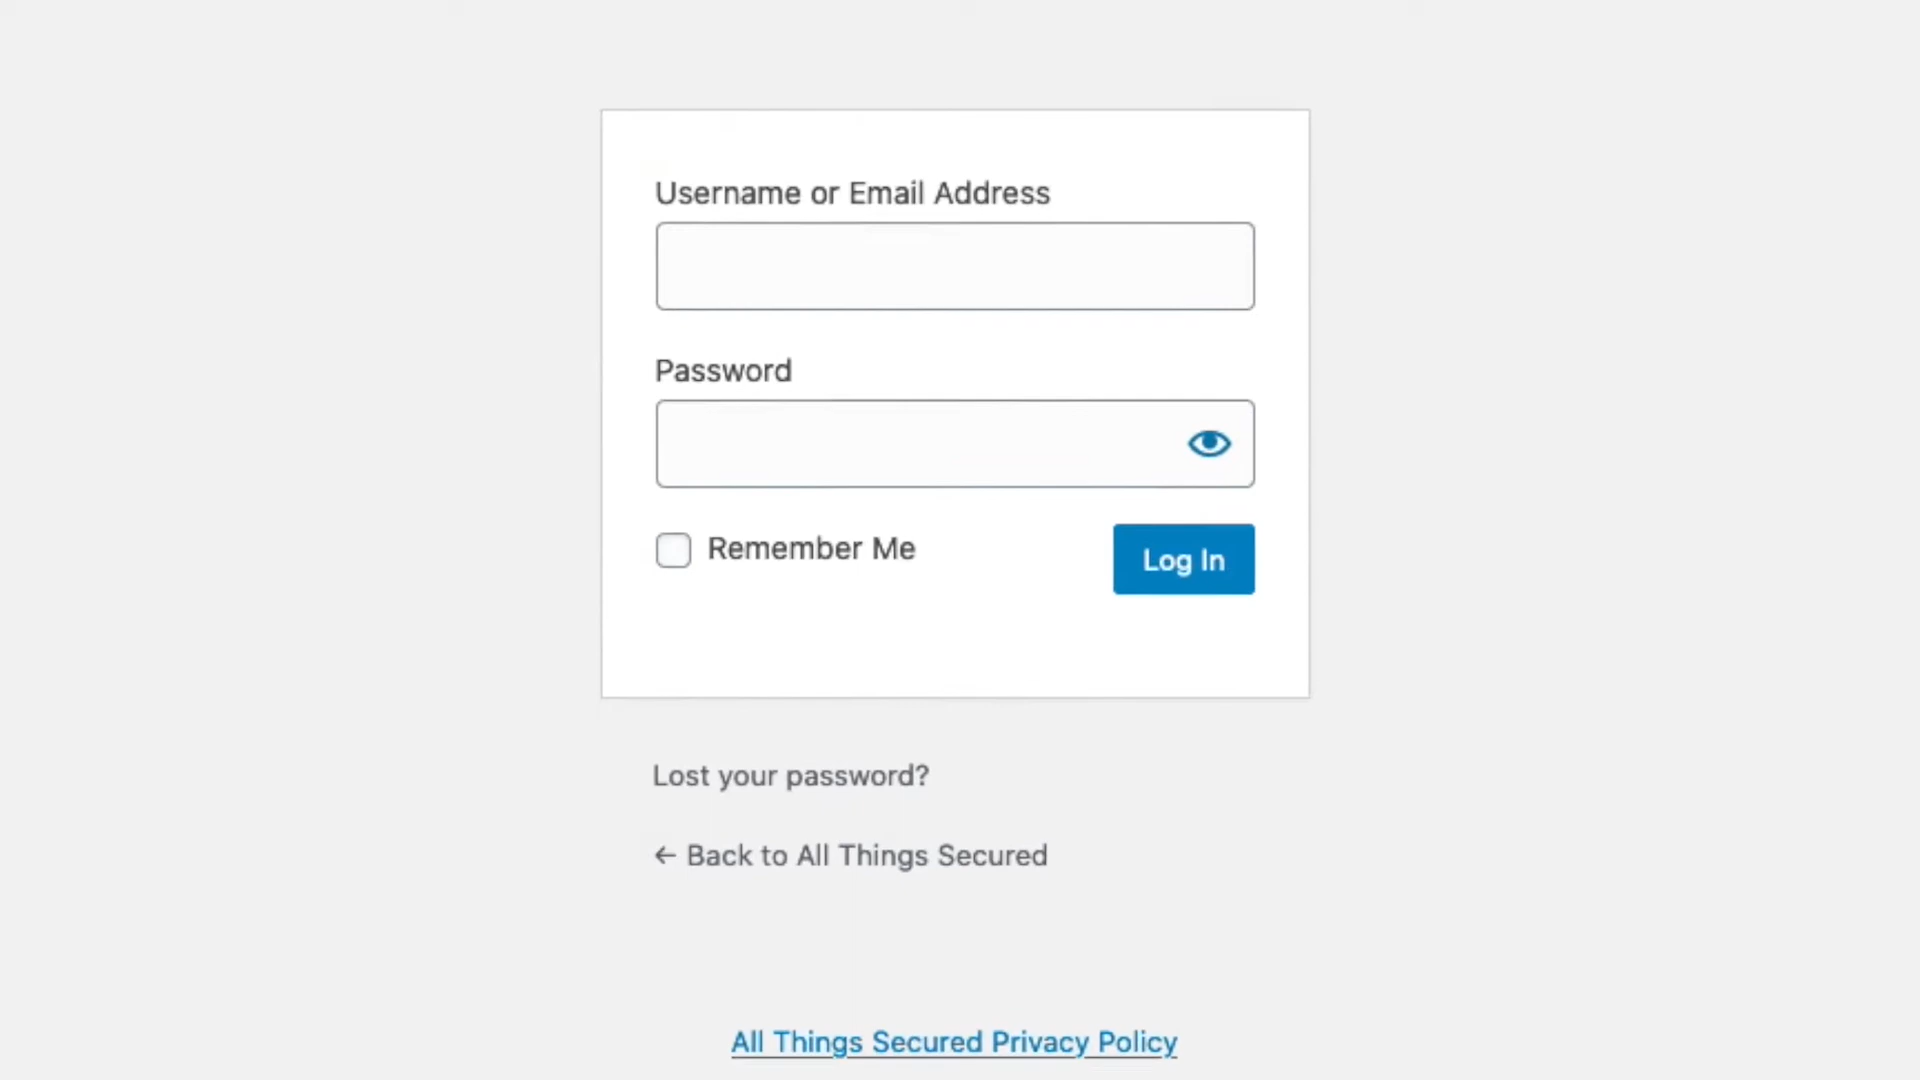 Username or Email Address
Password
Remember Me
Log In
Lost your password?
← Back to All Things Secured
All Things Secured Privacy Policy